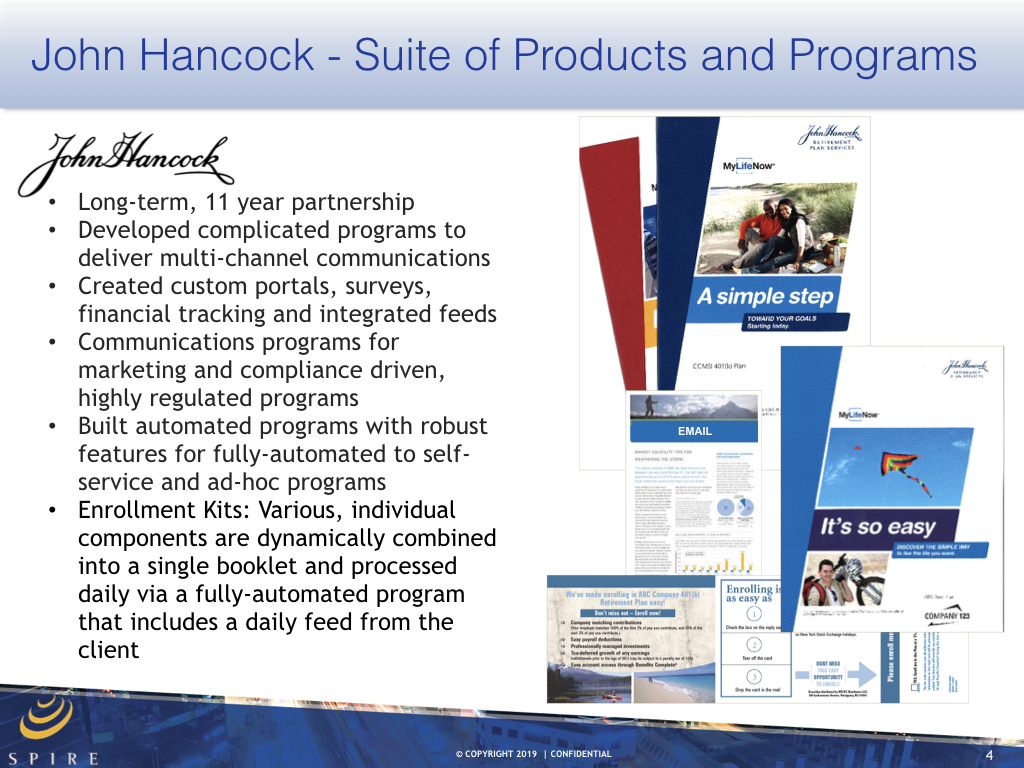 John Hancock - Suite of Products and Programs
John Hancock
• Long-term, 11 year partnership
• Developed complicated programs to
deliver multi-channel communications
• Created custom portals, surveys,
financial tracking and integrated feeds
• Communications programs for
marketing and compliance driven,
highly regulated programs
• Built automated programs with robust
features for fully-automated to self-
service and ad-hoc programs
• Enrollment Kits: Various, individual
components are dynamically combined
into a single booklet and processed
daily via a fully-automated program
that includes a daily feed from the
client
John Hancock
RETIREMENT
PLAN SERVICES
MyLifeNow
A simple step
TOWARD YOUR GOALS
Starting today.
CCMSI 401(k) Plan
EMAIL
MARKET VOLATILITY: TIPS FOR
WEATHERING THE STORM
John Hancock
MyLifeNow
It's so easy
DISCOVER THE SIMPLE WAY
to live the life you want.
COMPANY 123
We've made enrolling in ABC Company 401(k)
Retirement Plan easy!
Don't miss out – Enroll now!
Company matching contributions
Easy payroll deductions
Professionally managed investments
Tax-deferred growth of any earnings
Easy account access through Benefits Complete
Enrolling is
as easy as
1
Check the box on the reply
2
Tear off the card
3
Drop the card in the mail
New York Stock Exchange holidays.
DONT MISS
YOUR EASY
OPPORTUNITY
TO ENROLL!
Please enroll me
SPIRE
© COPYRIGHT 2019 | CONFIDENTIAL
4